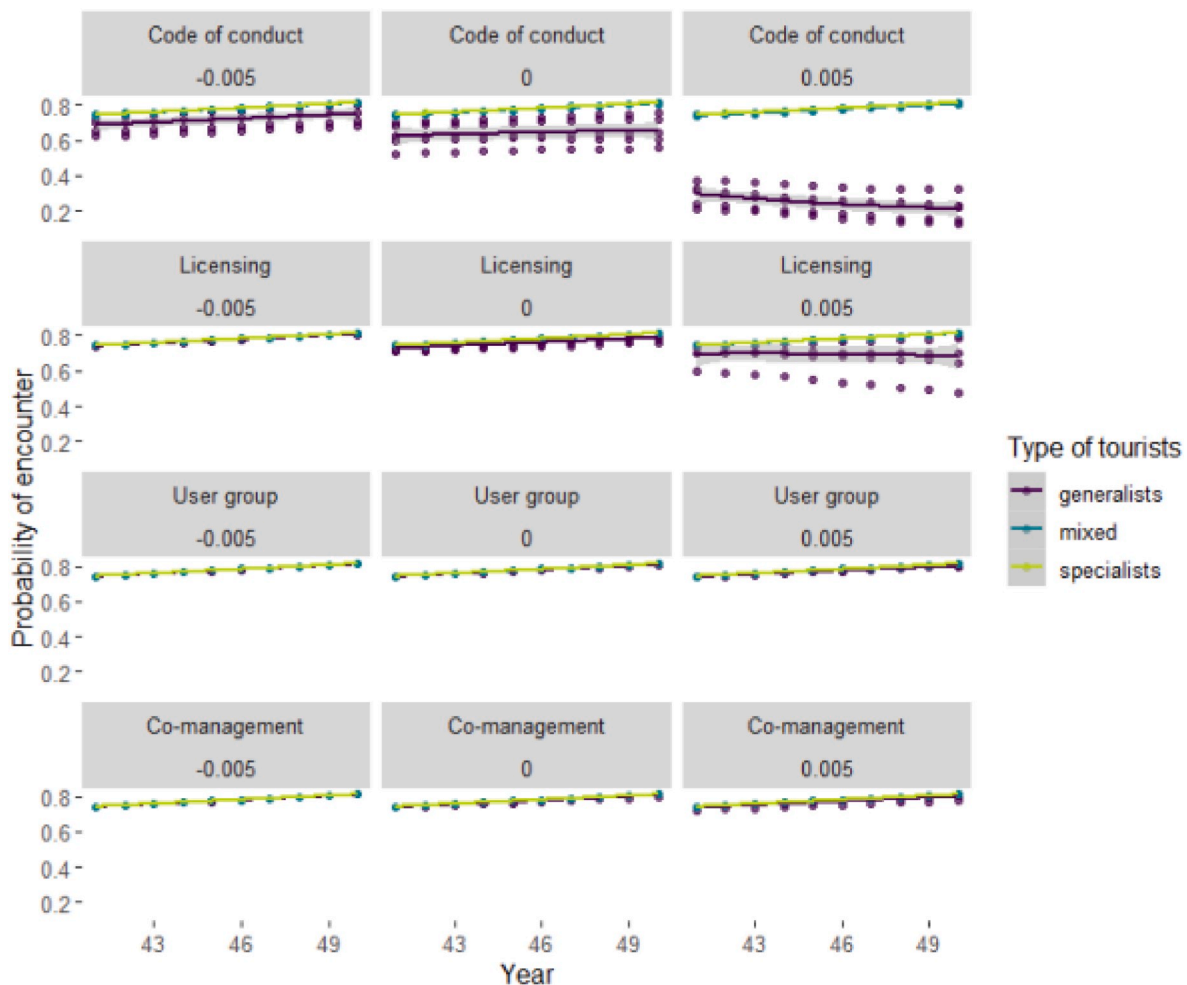 Code of conduct Code of conduct Code of conduct
-0.005 0 0.005
0.8
0.6
0.4
0.2
Licensing Licensing Licensing
-0.005 0 0.005
0.8
0.6
0.4
0.2
User group User group User group
-0.005 0 0.005
0.8
0.6
0.4
0.2
Co-management Co-management Co-management
-0.005 0 0.005
0.8
0.6
0.4
0.2
43 46 49 43 46 49 43 46 49
Year
Probability of encounter
Type of tourists
generalists
mixed
specialists